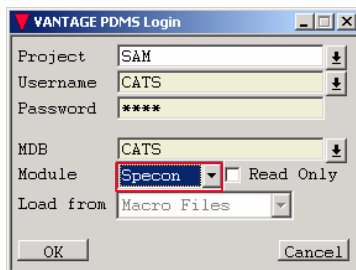 VANTAGE PDMS Login
Project SAM
Username CATS
Password ****
MDB CATS
Module Specon Read Only
Load from Macro Files
OK Cancel